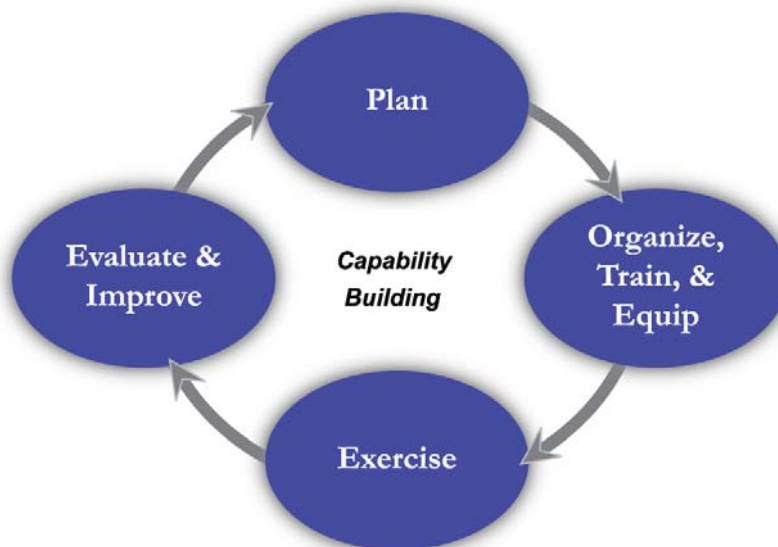 Plan
Organize,
Train, &
Equip
Exercise
Evaluate &
Improve
Capability
Building